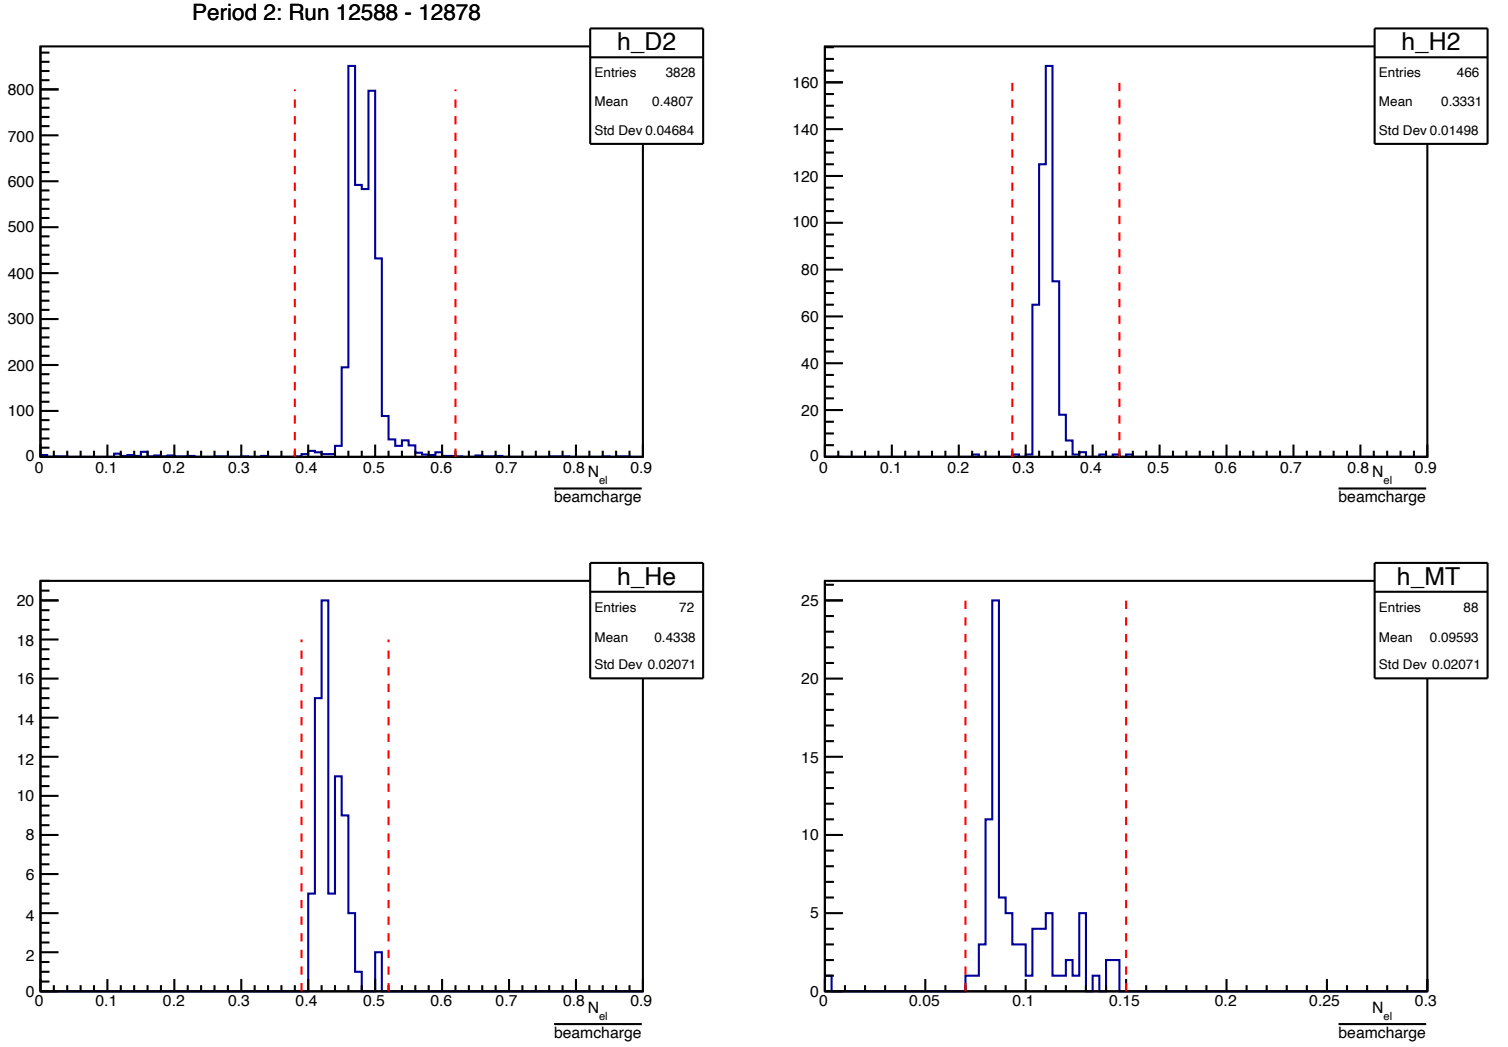 Period 2: Run 12588 - 12878
h_D2
Entries 3828
Mean 0.4807
Std Dev 0.04684
800
700
600
500
400
300
200
100
0
0 0.1 0.2 0.3 0.4 0.5 0.6 0.7 0.8 0.9
N_el
beamcharge
h_H2
Entries 466
Mean 0.3331
Std Dev 0.01498
160
140
120
100
80
60
40
20
0
0 0.1 0.2 0.3 0.4 0.5 0.6 0.7 0.8 0.9
N_el
beamcharge
h_He
Entries 72
Mean 0.4338
Std Dev 0.02071
20
18
16
14
12
10
8
6
4
2
0
0 0.1 0.2 0.3 0.4 0.5 0.6 0.7 0.8 0.9
N_el
beamcharge
h_MT
Entries 88
Mean 0.09593
Std Dev 0.02071
25
20
15
10
5
0
0 0.05 0.1 0.15 0.2 0.25 0.3
N_el
beamcharge